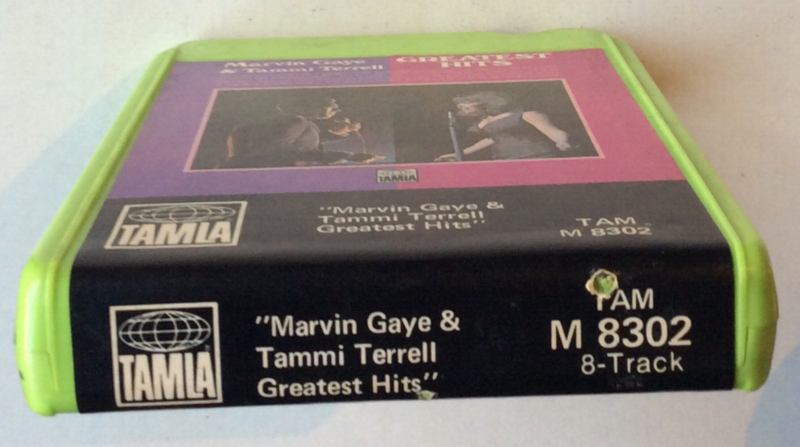 Marvin Gaye
& Tammi Terrell
GREATEST
HITS
TAMLA
TAMLA
"Marvin Gaye &
Tammi Terrell
Greatest Hits"
TAM
M 8302
TAMLA
"Marvin Gaye &
Tammi Terrell
Greatest Hits"
TAM
M 8302
8-Track